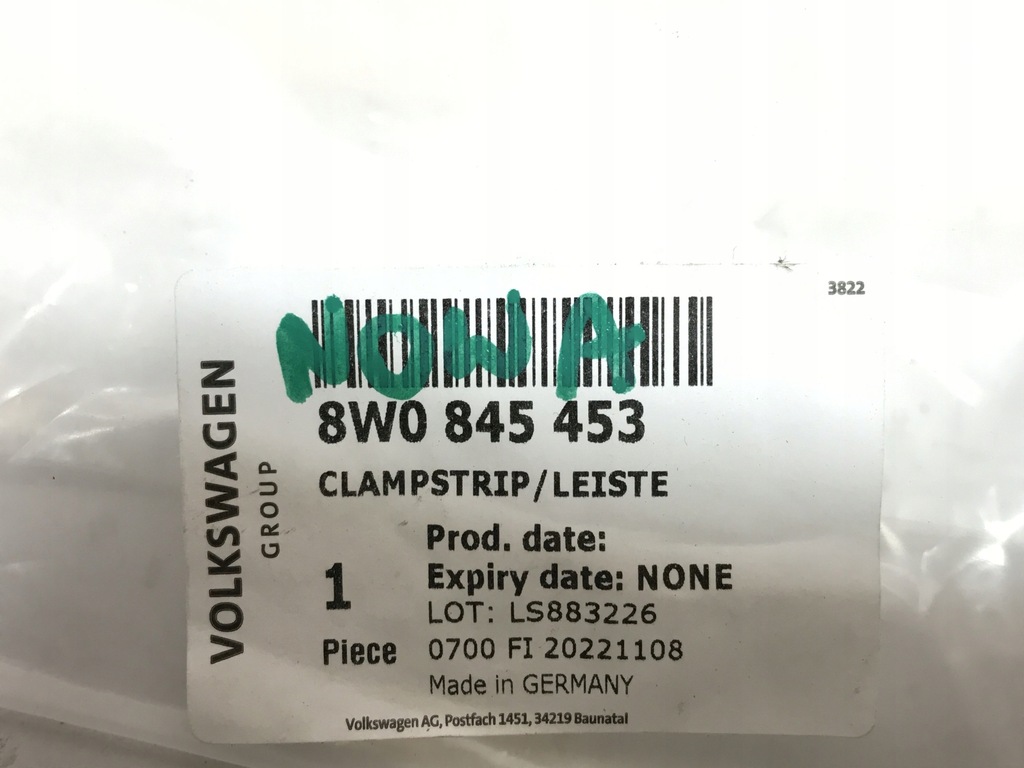 3822
NOWA
8W0 845 453
CLAMPSTRIP/LEISTE
VOLKSWAGEN
GROUP
Prod. date:
1
Expiry date: NONE
LOT: LS883226
Piece
0700 FI 20221108
Made in GERMANY
Volkswagen AG, Postfach 1451, 34219 Baunatal